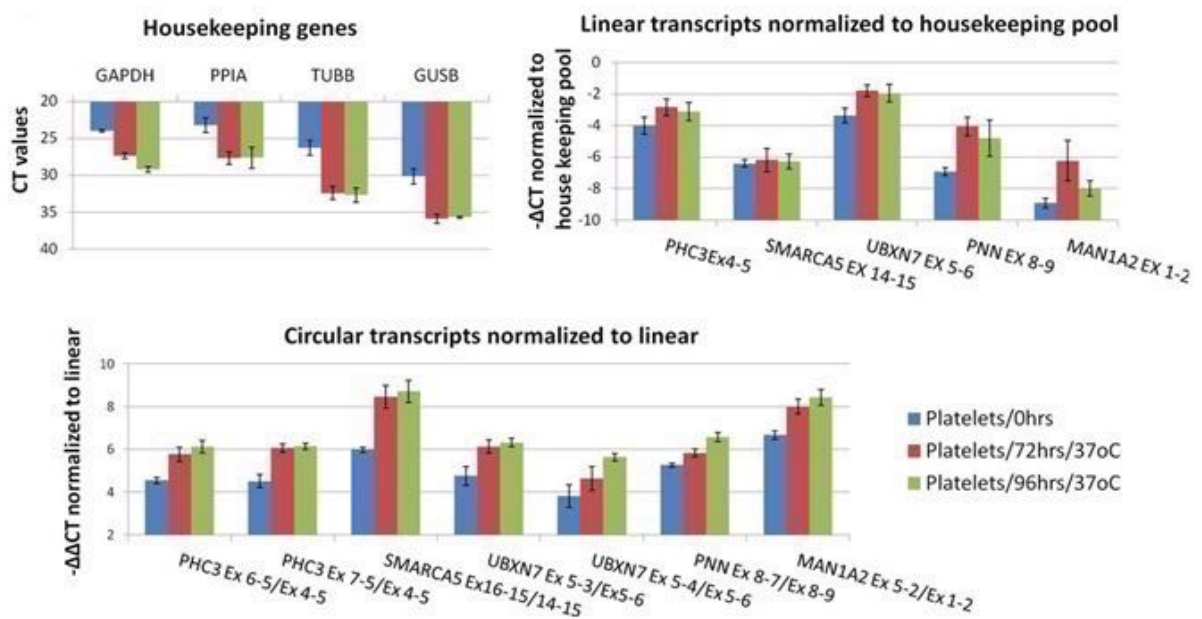 Housekeeping genes
GAPDH PPIA TUBB GUSB
CT values
20
25
30
35
40
Linear transcripts normalized to housekeeping pool
-ΔCT normalized to
house keeping pool
0
-2
-4
-6
-8
-10
PHC3Ex4-5
SMARCA5 EX 14-15
UBXN7 EX 5-6
PNN EX 8-9
MAN1A2 EX 1-2
Circular transcripts normalized to linear
-ΔΔCT normalized to linear
10
8
6
4
2
PHC3 Ex 6-5/Ex 4-5
PHC3 Ex 7-5/Ex 4-5
SMARCA5 Ex16-15/14-15
UBXN7 Ex 5-3/Ex5-6
UBXN7 Ex 5-4/Ex 5-6
PNN Ex 8-7/Ex 8-9
MAN1A2 Ex 5-2/Ex 1-2
Platelets/0hrs
Platelets/72hrs/37oC
Platelets/96hrs/37oC